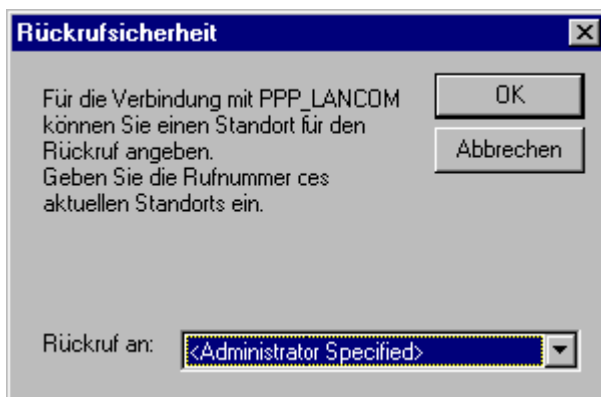 Rückrufsicherheit
Für die Verbindung mit PPP_LANCOM
können Sie einen Standort für den
Rückruf angeben.
Geben Sie die Rufnummer ces
aktuellen Standorts ein.
OK
Abbrechen
Rückruf an: <Administrator Specified>